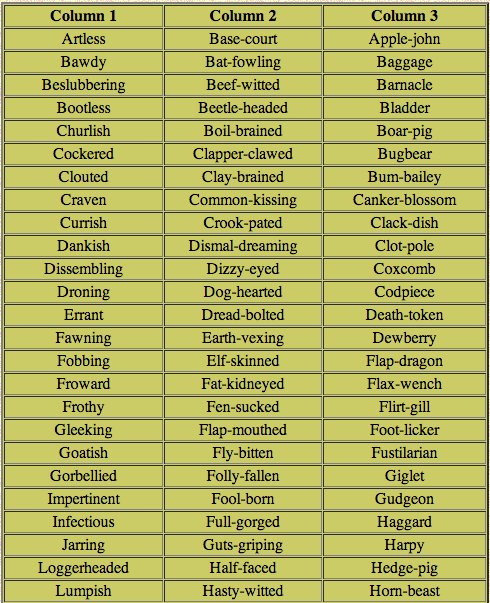 Column 1 Column 2 Column 3
Artless Base-court Apple-john
Bawdy Bat-fowling Baggage
Beslubbering Beef-witted Barnacle
Bootless Beetle-headed Bladder
Churlish Boil-brained Boar-pig
Cockered Clapper-clawed Bugbear
Clouted Clay-brained Bum-bailey
Craven Common-kissing Canker-blossom
Currish Crook-pated Clack-dish
Dankish Dismal-dreaming Clot-pole
Dissembling Dizzy-eyed Coxcomb
Droning Dog-hearted Codpiece
Errant Dread-bolted Death-token
Fawning Earth-vexing Dewberry
Fobbing Elf-skinned Flap-dragon
Froward Fat-kidneyed Flax-wench
Frothy Fen-sucked Flirt-gill
Gleeking Flap-mouthed Foot-licker
Goatish Fly-bitten Fustilarian
Gorbellied Folly-fallen Giglet
Impertinent Fool-born Gudgeon
Infectious Full-gorged Haggard
Jarring Guts-griping Harpy
Loggerheaded Half-faced Hedge-pig
Lumpish Hasty-witted Horn-beast